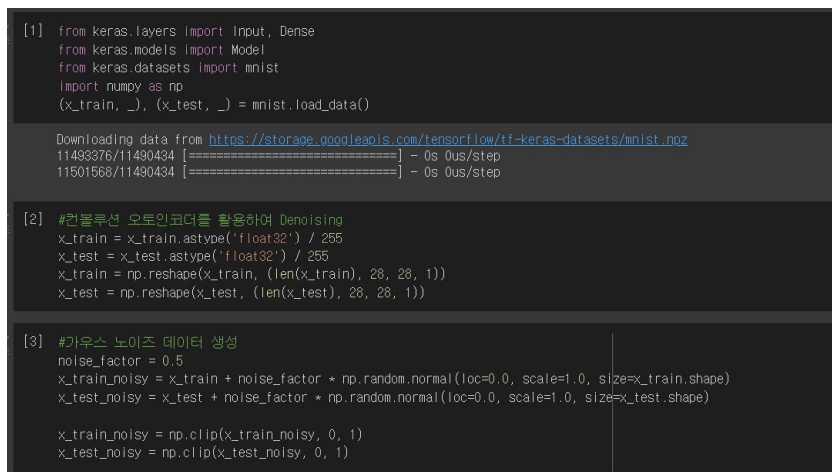 [1] from keras.layers import Input, Dense
from keras.models import Model
from keras.datasets import mnist
import numpy as np
(x_train, _), (x_test, _) = mnist.load_data()
Downloading data from https://storage.googleapis.com/tensorflow/tf-keras-datasets/mnist.npz
11493376/11490434 [==============================] - 0s 0us/step
11501568/11490434 [==============================] - 0s 0us/step
[2] #컨볼루션 오토인코더를 활용하여 Denoising
x_train = x_train.astype('float32') / 255
x_test = x_test.astype('float32') / 255
x_train = np.reshape(x_train, (len(x_train), 28, 28, 1))
x_test = np.reshape(x_test, (len(x_test), 28, 28, 1))
[3] #가우스 노이즈 데이터 생성
noise_factor = 0.5
x_train_noisy = x_train + noise_factor * np.random.normal(loc=0.0, scale=1.0, size=x_train.shape)
x_test_noisy = x_test + noise_factor * np.random.normal(loc=0.0, scale=1.0, size=x_test.shape)
x_train_noisy = np.clip(x_train_noisy, 0, 1)
x_test_noisy = np.clip(x_test_noisy, 0, 1)